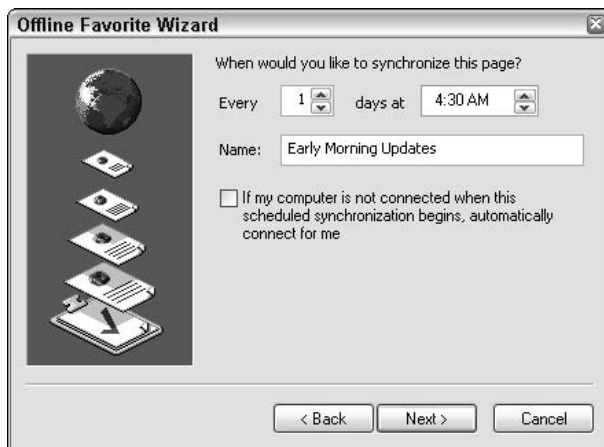 Offline Favorite Wizard
When would you like to synchronize this page?
Every 1 days at 4:30 AM
Name: Early Morning Updates
If my computer is not connected when this
scheduled synchronization begins, automatically
connect for me
< Back Next > Cancel